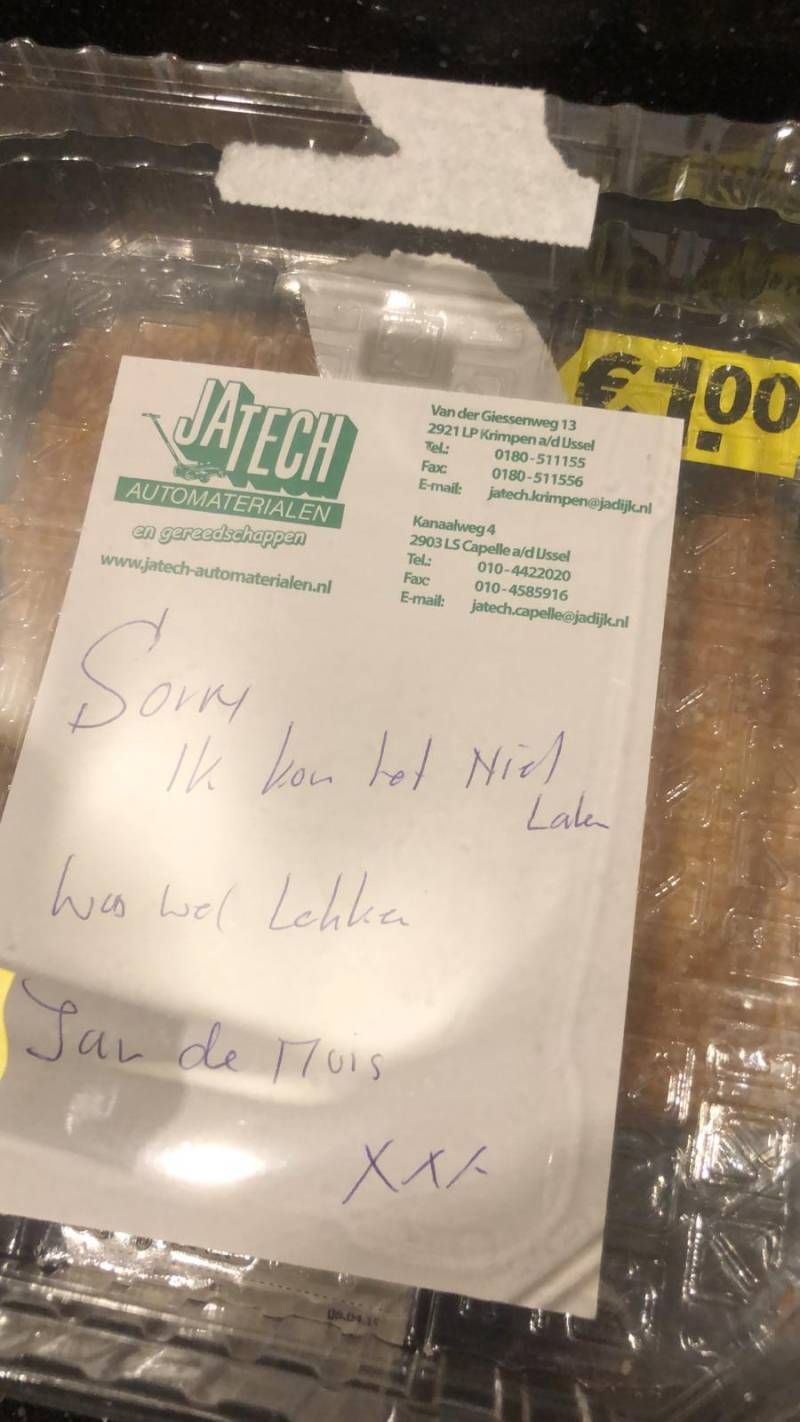 JATECH
AUTOMATERIALEN
en gereedschappen
www.jatech-automaterialen.nl
Van der Giessenweg 13
2921 LP Krimpen a/d IJssel
Tel.: 0180-511155
Fax: 0180-511556
E-mail: jatech.krimpen@jadijk.nl
Kanaalweg 4
2903 LS Capelle a/d IJssel
Tel.: 010-4422020
Fax: 010-4585916
E-mail: jatech.capelle@jadijk.nl
€ 1.00
Sorry
Ik kon het Niet
Laten
Was wel Lekker
Jan de Muis
XXX